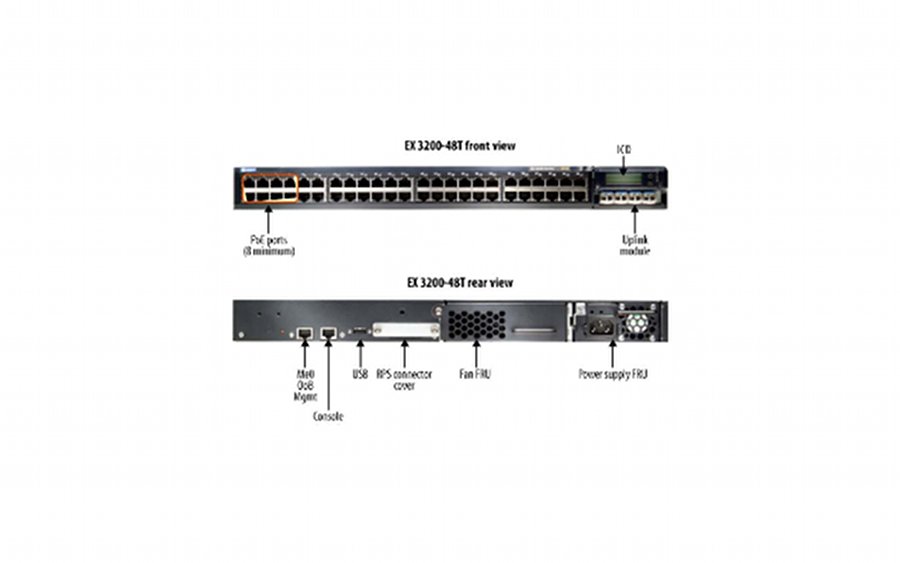 EX 3200-48T front view
LCD
PoE ports
(8 minimum)
Uplink
module
EX 3200-48T rear view
Me0
OoB
Mgmt
Console
USB
RPS connector
cover
Fan FRU
Power supply FRU